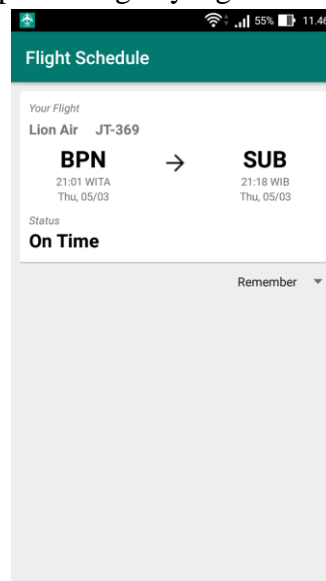 55% 11.46
Flight Schedule
Your Flight
Lion Air JT-369
BPN → SUB
21:01 WITA 21:18 WIB
Thu, 05/03 Thu, 05/03
Status
On Time
Remember